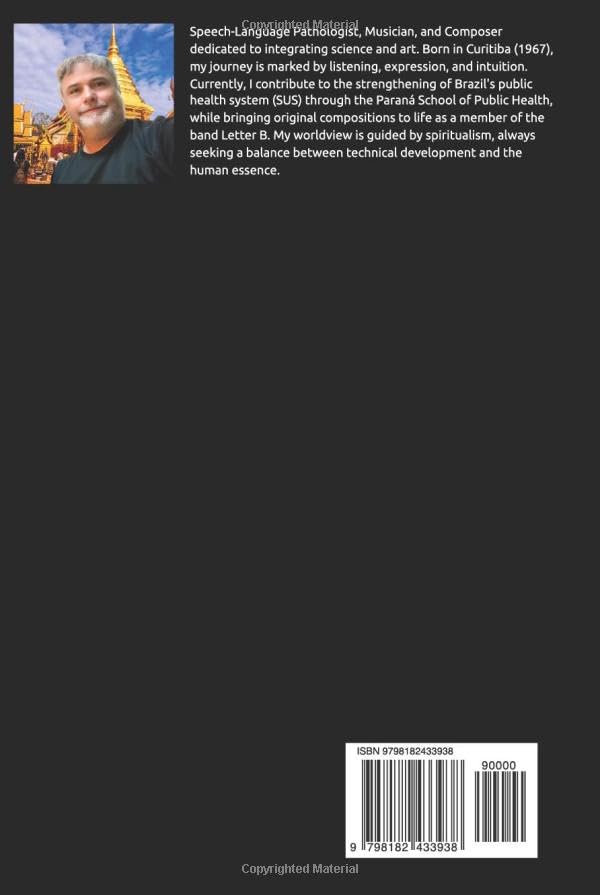 Copyrighted Material
Speech-Language Pathologist, Musician, and Composer
dedicated to integrating science and art. Born in Curitiba (1967),
my journey is marked by listening, expression, and intuition.
Currently, I contribute to the strengthening of Brazil's public
health system (SUS) through the Paraná School of Public Health,
while bringing original compositions to life as a member of the
band Letter B. My worldview is guided by spiritualism, always
seeking a balance between technical development and the
human essence.
ISBN 9798182433938
90000
9 798182 433938
Copyrighted Material